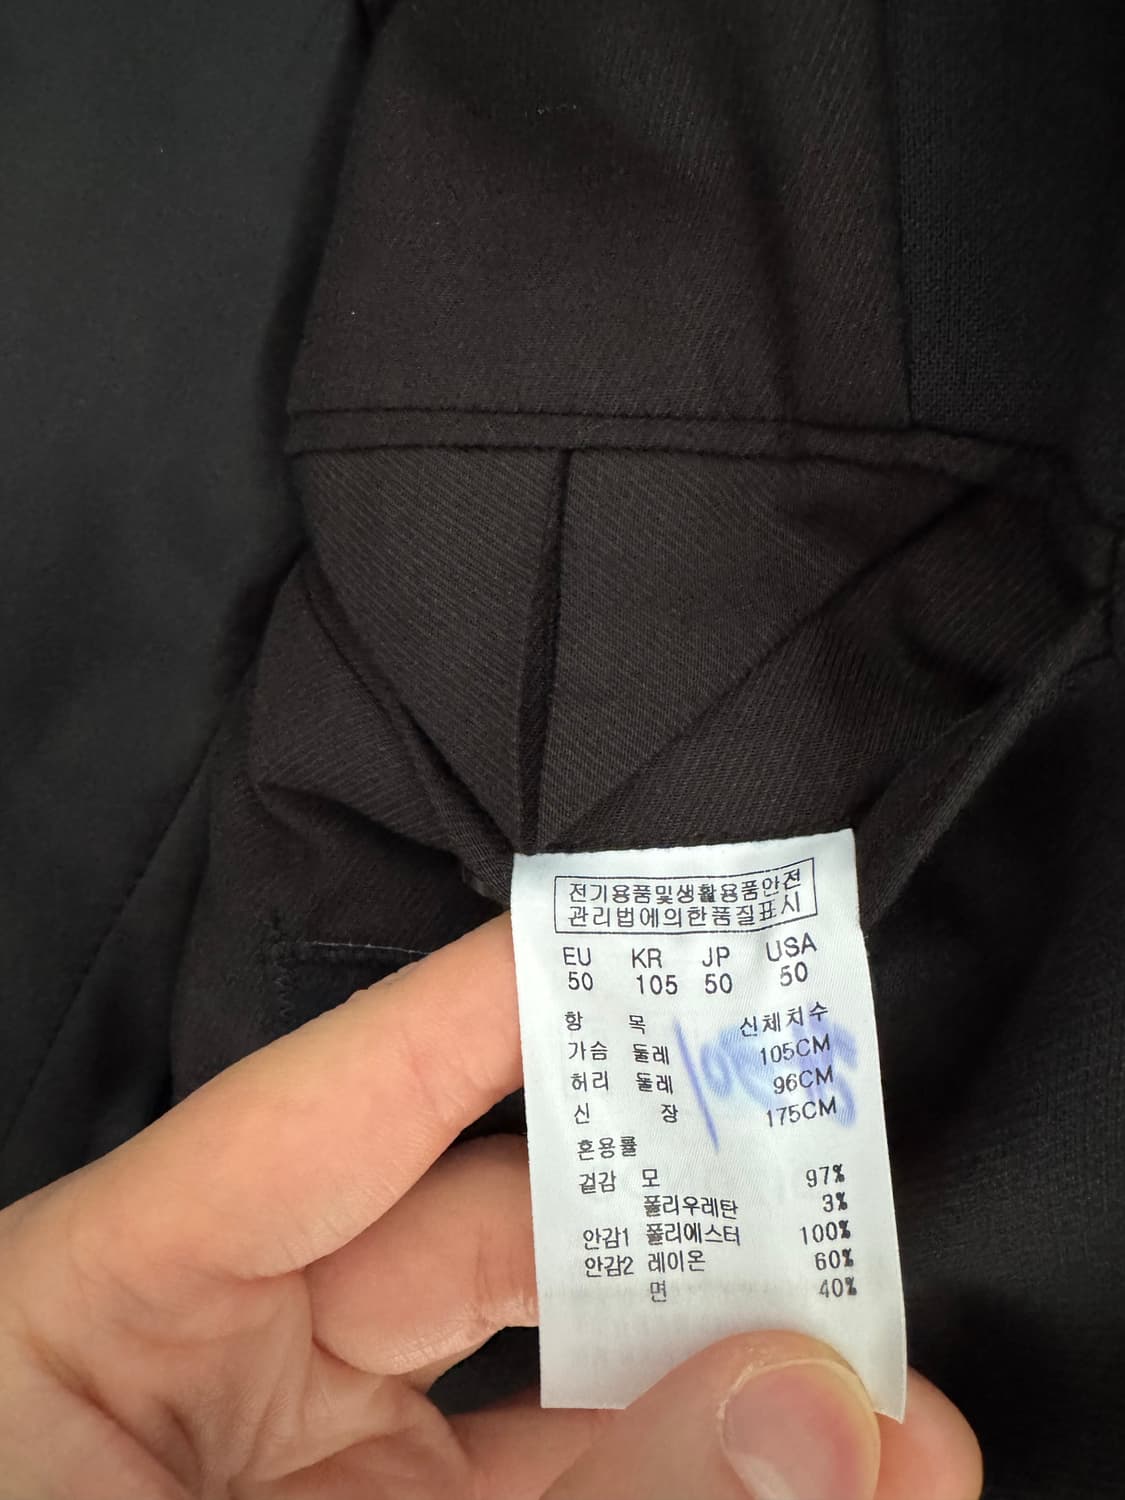 전기용품및생활용품안전
관리법에의한품질표시
EU KR JP USA
50 105 50 50
항 목 신체치수
가슴 둘레 105CM
허리 둘레 96CM
신 장 175CM
혼용률
겉감 모 97%
폴리우레탄 3%
안감1 폴리에스터 100%
안감2 레이온 60%
면 40%